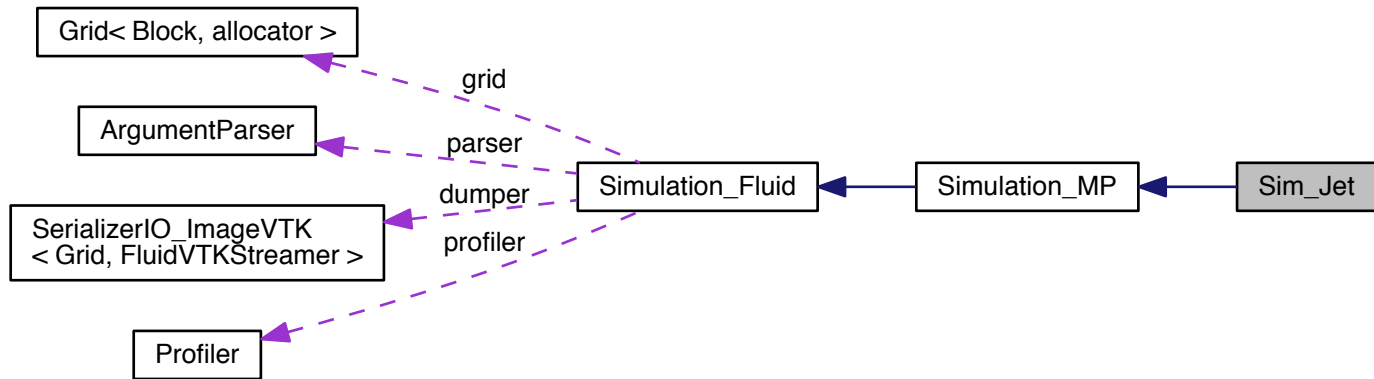 Grid< Block, allocator >
grid
ArgumentParser
parser
Simulation_Fluid
Simulation_MP
Sim_Jet
dumper
SerializerIO_ImageVTK
< Grid, FluidVTKStreamer >
profiler
Profiler